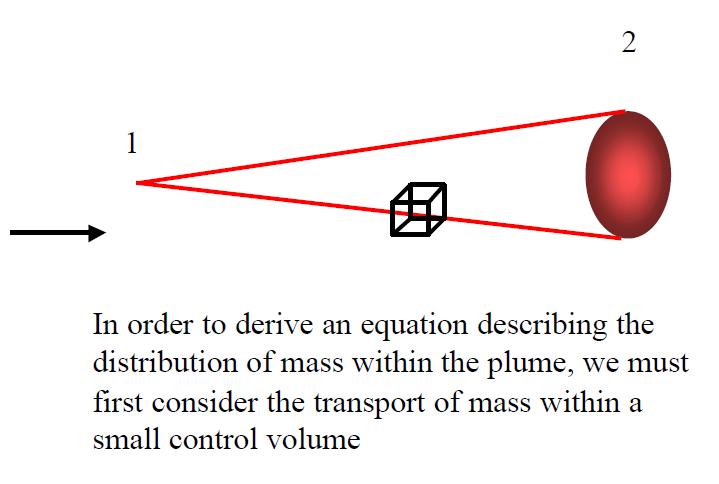 2
1
In order to derive an equation describing the
distribution of mass within the plume, we must
first consider the transport of mass within a
small control volume